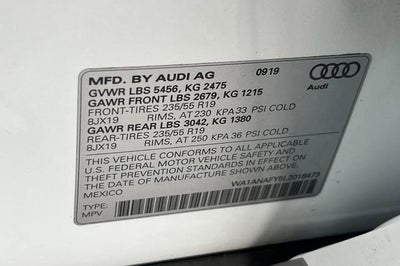 MFD. BY AUDI AG 09/19
GVWR LBS 5456, KG 2475
GAWR FRONT LBS 2679, KG 1215
FRONT-TIRES 235/55 R19
8JX19 RIMS, AT 230 KPA 33 PSI COLD
GAWR REAR LBS 3042, KG 1380
REAR-TIRES 235/55 R19
8JX19 RIMS, AT 250 KPA 36 PSI COLD
Audi
THIS VEHICLE CONFORMS TO ALL APPLICABLE
U.S. FEDERAL MOTOR VEHICLE SAFETY AND
THEFT PREVENTION STANDARDS IN EFFECT ON
THE DATE OF MANUFACTURE SHOWN ABOVE.
MEXICO
WA1ANAFY5L2018473
TYPE:
MPV